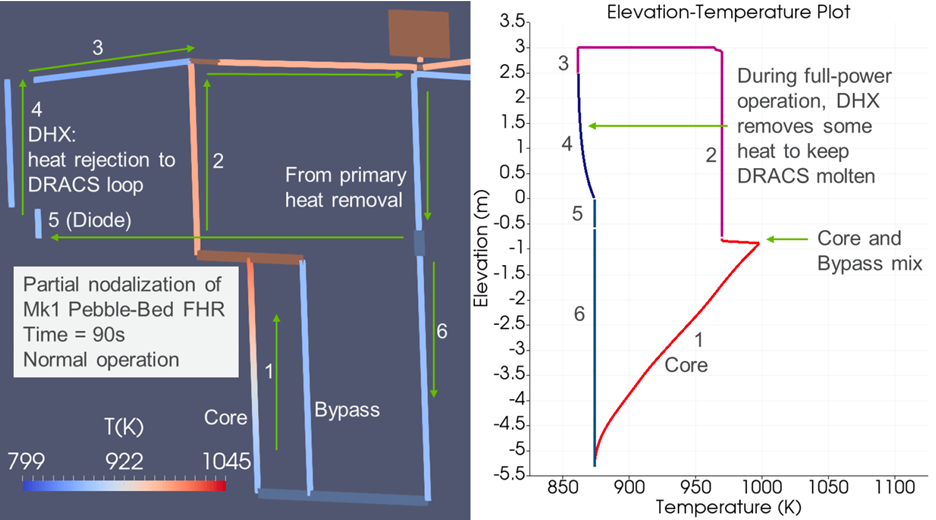 3
4
DHX:
heat rejection to
DRACS loop
5 (Diode)
2
From primary
heat removal
Partial nodalization of
Mk1 Pebble-Bed FHR
Time = 90s
Normal operation
1
6
Core
Bypass
T(K)
799 922 1045
Elevation-Temperature Plot
3.5
3
2.5
2
1.5
1
0.5
0
-0.5
-1
-1.5
-2
-2.5
-3
-3.5
-4
-4.5
-5
-5.5
Elevation (m)
850 900 950 1000 1050 1100
Temperature (K)
3
4
5
6
2
1
Core
During full-power
operation, DHX
removes some
heat to keep
DRACS molten
Core and
Bypass mix